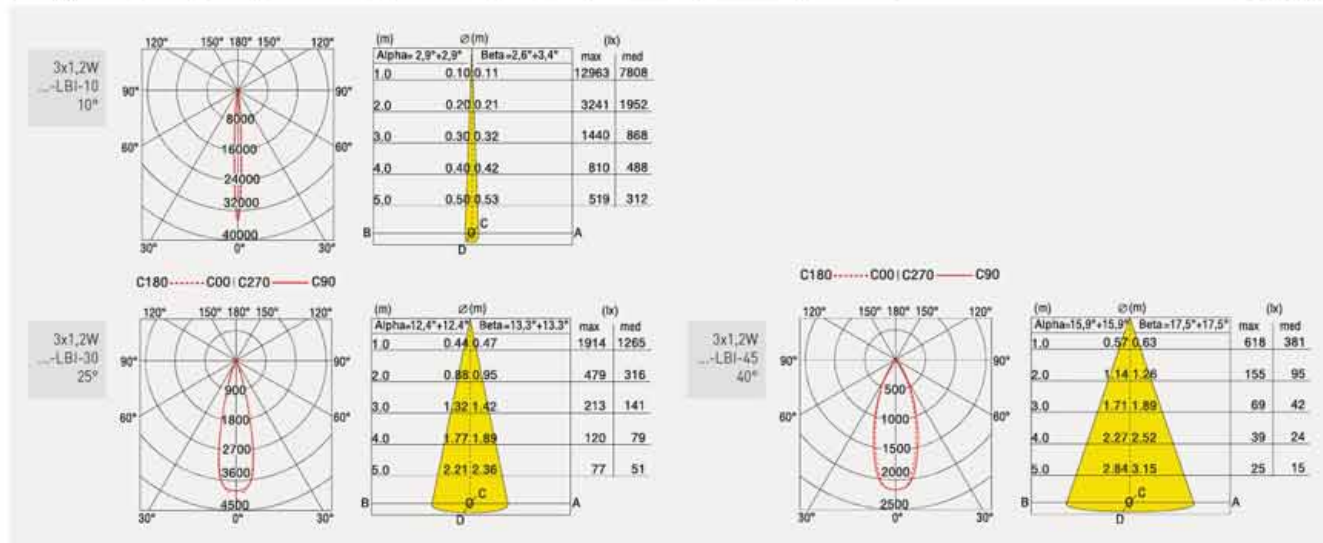 3x1,2W
...-LBI-10
10°
120° 150° 180° 150° 120°
90° 90°
60° 60°
8000
16000
24000
32000
40000
30° 0° 30°
(m) ∅(m) (lx)
Alpha=2,9°+2,9° Beta=2,6°+3,4° max med
1.0 0.10 0.11 12963 7808
2.0 0.20 0.21 3241 1952
3.0 0.30 0.32 1440 868
4.0 0.40 0.42 810 488
5.0 0.50 0.53 519 312
B C A
D
C180 C00 | C270 C90
3x1,2W
...-LBI-30
25°
120° 150° 180° 150° 120°
90° 90°
60° 60°
900
1800
2700
3600
4500
30° 0° 30°
(m) ∅(m) (lx)
Alpha=12,4°+12.4° Beta=13,3°+13.3° max med
1.0 0.44 0.47 1914 1265
2.0 0.88 0.95 479 316
3.0 1.32 1.42 213 141
4.0 1.77 1.89 120 79
5.0 2.21 2.36 77 51
B C A
D
C180 C00 | C270 C90
3x1,2W
...-LBI-45
40°
120° 150° 180° 150° 120°
90° 90°
60° 60°
500
1000
1500
2000
2500
30° 0° 30°
(m) ∅(m) (lx)
Alpha=15,9°+15,9° Beta=17,5°+17,5° max med
1.0 0.57 0.63 618 381
2.0 1.14 1.26 155 95
3.0 1.71 1.89 69 42
4.0 2.27 2.52 39 24
5.0 2.84 3.15 25 15
B C A
D